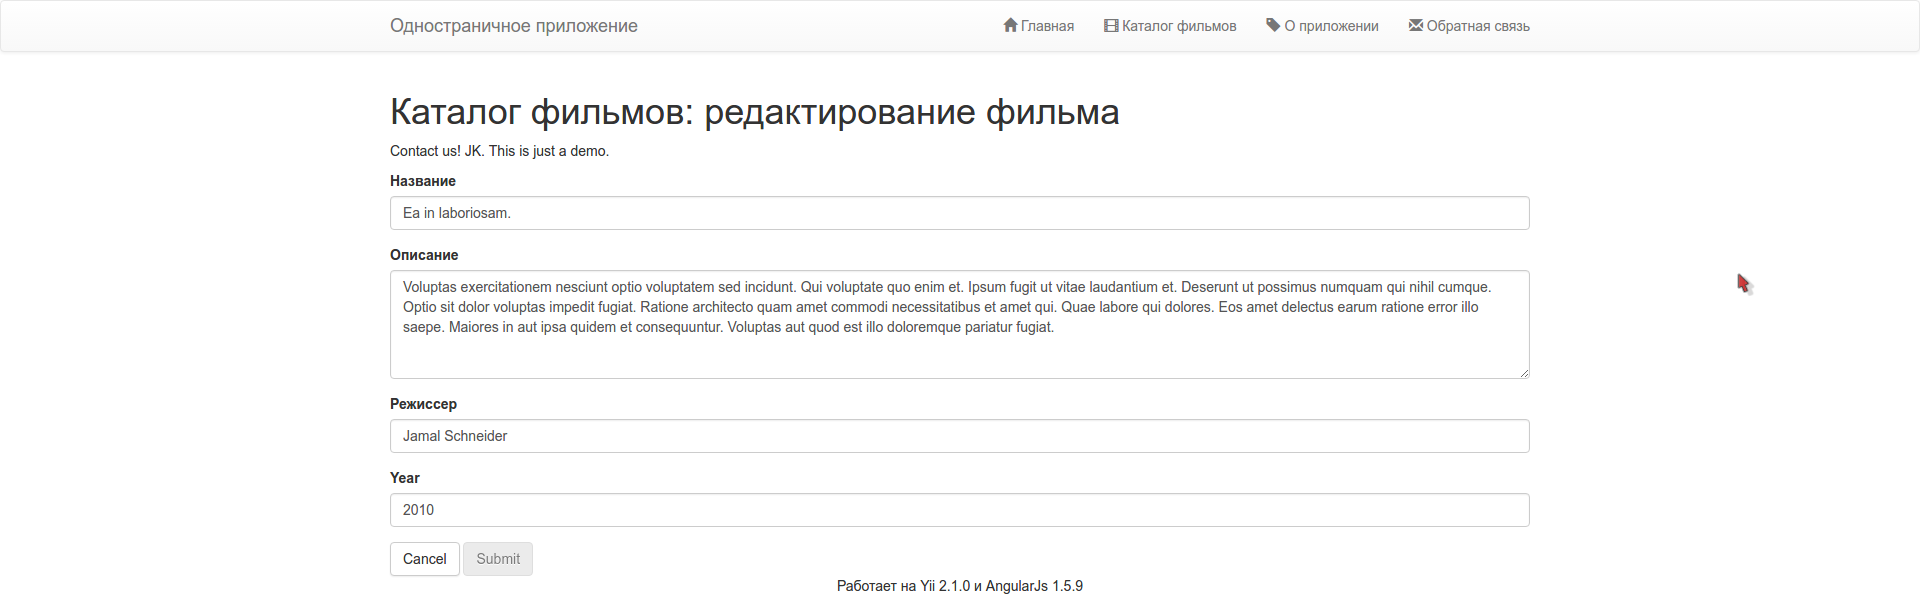 Одностраничное приложение
Главная
Каталог фильмов
О приложении
Обратная связь
Каталог фильмов: редактирование фильма
Contact us! JK. This is just a demo.
Название
Ea in laboriosam.
Описание
Voluptas exercitationem nesciunt optio voluptatem sed incidunt. Qui voluptate quo enim et. Ipsum fugit ut vitae laudantium et. Deserunt ut possimus numquam qui nihil cumque.
Optio sit dolor voluptas impedit fugiat. Ratione architecto quam amet commodi necessitatibus et amet qui. Quae labore qui dolores. Eos amet delectus earum ratione error illo
saepe. Maiores in aut ipsa quidem et consequuntur. Voluptas aut quod est illo doloremque pariatur fugiat.
Режиссер
Jamal Schneider
Year
2010
Cancel
Submit
Работает на Yii 2.1.0 и AngularJs 1.5.9